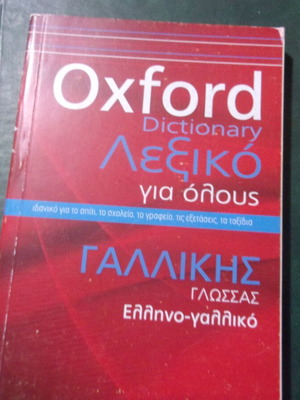 Oxford
Dictionary
Λεξικό
για όλους
ιδανικό για το σπίτι, το σχολείο, το γραφείο, τις εξετάσεις, τα ταξίδια
ΓΑΛΛΙΚΗΣ
ΓΛΩΣΣΑΣ
Ελληνο-γαλλικό